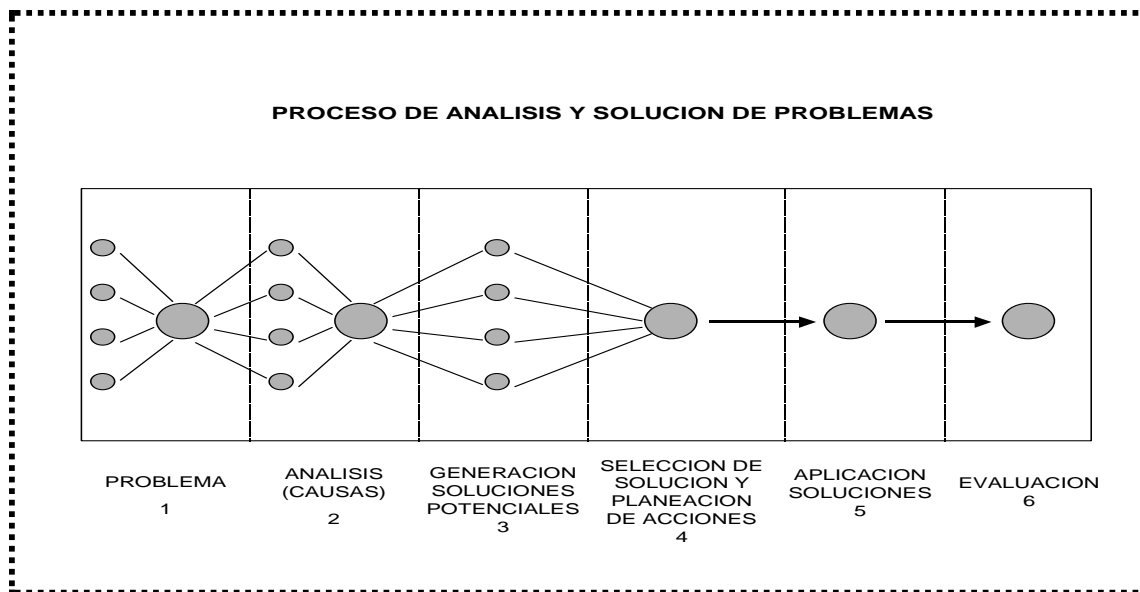 PROCESO DE ANALISIS Y SOLUCION DE PROBLEMAS
PROBLEMA
1
ANALISIS
(CAUSAS)
2
GENERACION
SOLUCIONES
POTENCIALES
3
SELECCION DE
SOLUCION Y
PLANEACION
DE ACCIONES
4
APLICACION
SOLUCIONES
5
EVALUACION
6